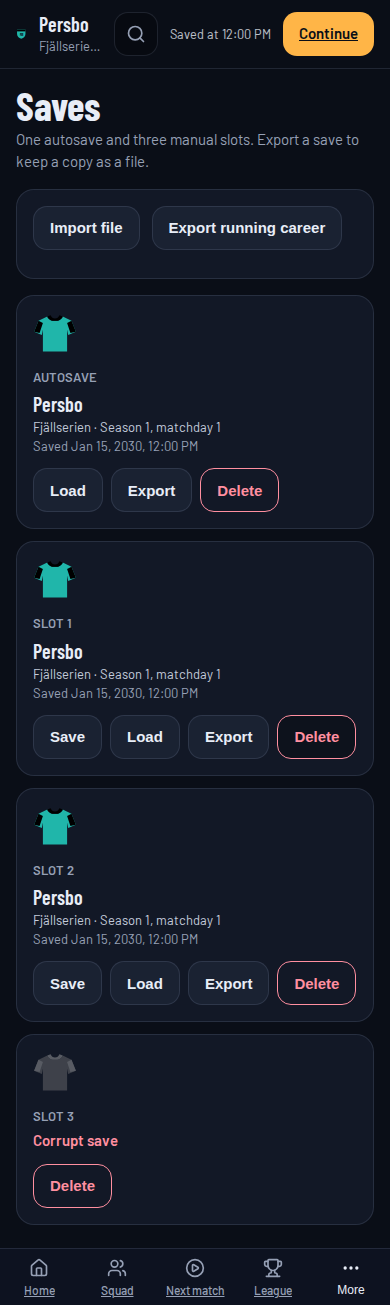 Persbo
Fjällserie...
Saved at 12:00 PM
Continue
Saves
One autosave and three manual slots. Export a save to
keep a copy as a file.
Import file
Export running career
AUTOSAVE
Persbo
Fjällserien · Season 1, matchday 1
Saved Jan 15, 2030, 12:00 PM
Load
Export
Delete
SLOT 1
Persbo
Fjällserien · Season 1, matchday 1
Saved Jan 15, 2030, 12:00 PM
Save
Load
Export
Delete
SLOT 2
Persbo
Fjällserien · Season 1, matchday 1
Saved Jan 15, 2030, 12:00 PM
Save
Load
Export
Delete
SLOT 3
Corrupt save
Delete
Home
Squad
Next match
League
More